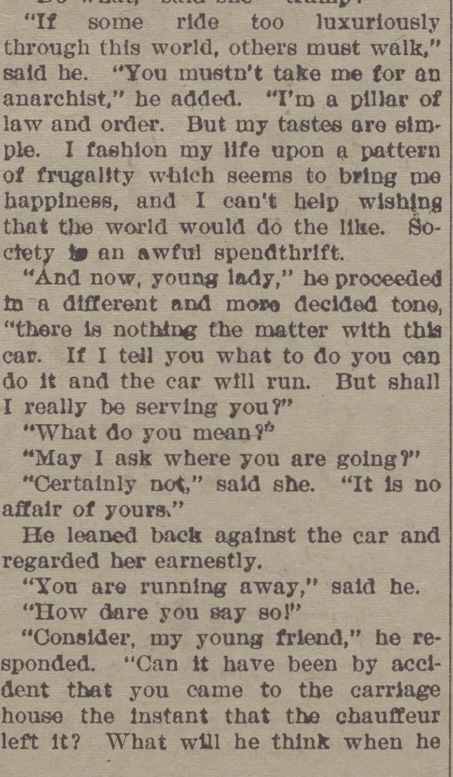 "If some ride too luxuriously
through this world, others must walk,"
said he. "You mustn't take me for an
anarchist," he added. "I'm a pillar of
law and order. But my tastes are sim-
ple. I fashion my life upon a pattern
of frugality which seems to bring me
happiness, and I can't help wishing
that the world would do the like. So-
ciety is an awful spendthrift.
"And now, young lady," he proceeded
in a different and more decided tone,
"there is nothing the matter with this
car. If I tell you what to do you can
do it and the car will run. But shall
I really be serving you?"
"What do you mean?"
"May I ask where you are going?"
"Certainly not," said she. "It is no
affair of yours."
He leaned back against the car and
regarded her earnestly.
"You are running away," said he.
"How dare you say so!"
"Consider, my young friend," he re-
sponded. "Can it have been by acci-
dent that you came to the carriage
house the instant that the chauffeur
left it? What will he think when he